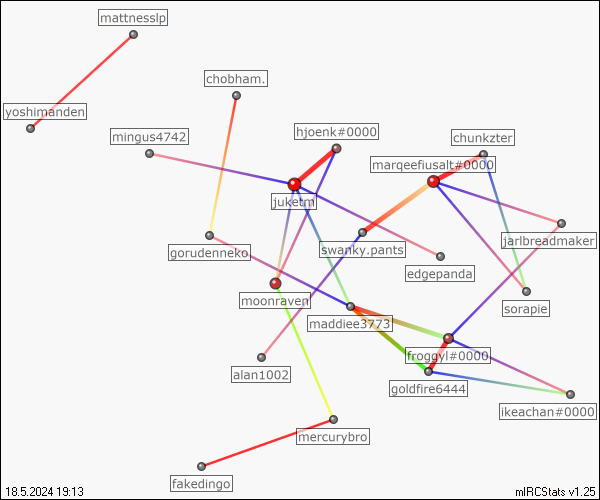 mattnesslp
chobham.
yoshimanden
hjoenk#0000
mingus4742
chunkzter
marqeefiusalt#0000
juketm
jarlbreadmaker
gorudenneko
swanky.pants
edgepanda
moonraven
sorapie
maddiee3773
froggyl#0000
alan1002
goldfire6444
ikeachan#0000
mercurybro
fakedingo
18.5.2024 19:13
mIRCStats v1.25